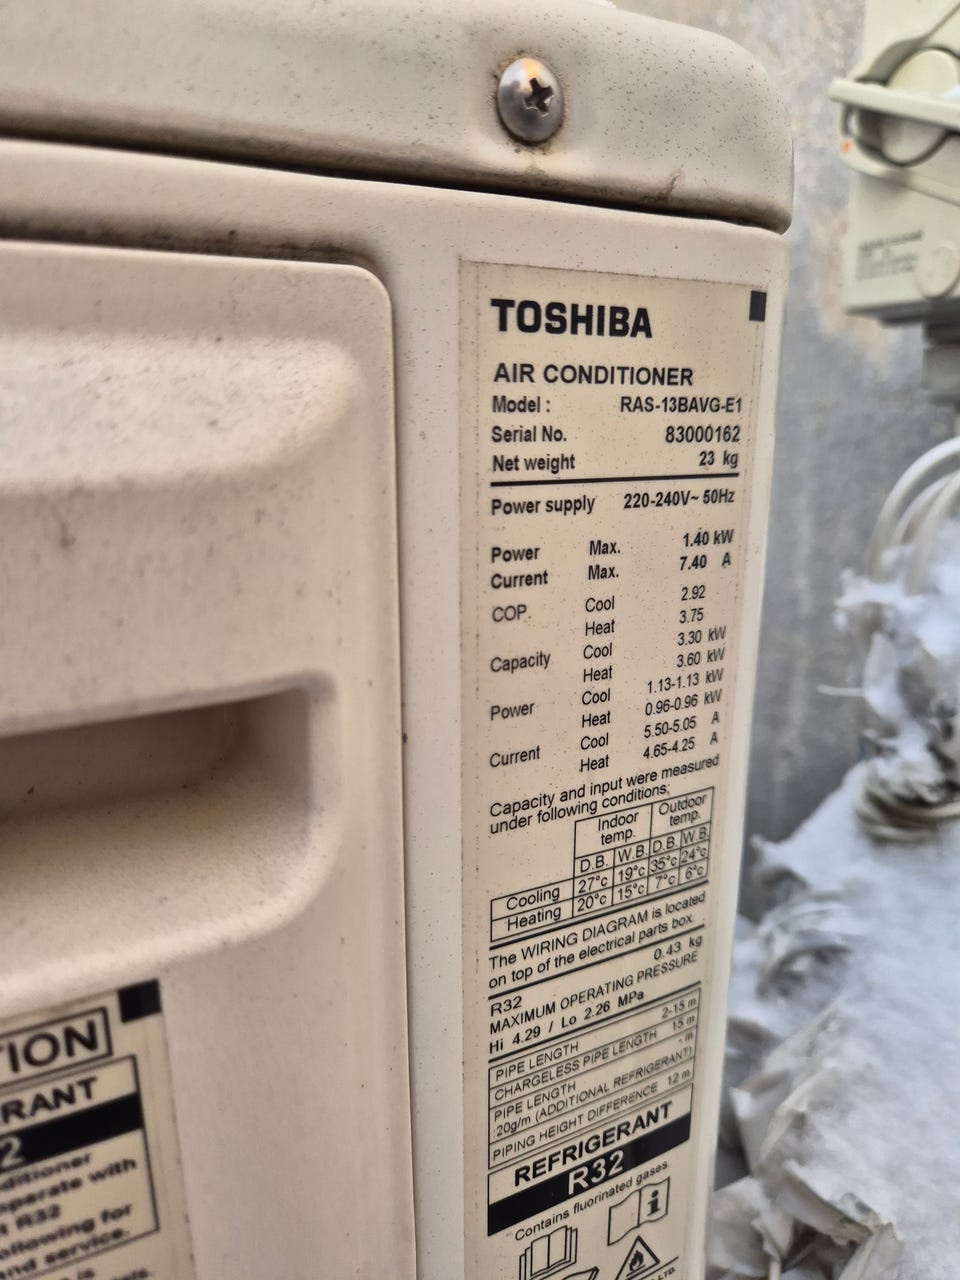 TOSHIBA
AIR CONDITIONER
Model : RAS-13BAVG-E1
Serial No. 83000162
Net weight 23 kg
Power supply 220-240V~ 50Hz
Power Max. 1.40 kW
Current Max. 7.40 A
COP. Cool 2.92
Heat 3.75
Capacity Cool 3.30 kW
Heat 3.60 kW
Power Cool 1.13-1.13 kW
Heat 0.96-0.96 kW
Current Cool 5.50-5.05 A
Heat 4.65-4.25 A
Capacity and input were measured
under following conditions;
Indoor temp. Outdoor temp.
D.B. W.B. D.B. W.B.
Cooling 27°c 19°c 35°c 24°c
Heating 20°c 15°c 7°c 6°c
The WIRING DIAGRAM is located
on top of the electrical parts box.
R32 0.43 kg
MAXIMUM OPERATING PRESSURE
Hi 4.29 / Lo 2.26 MPa
PIPE LENGTH 2-15 m
CHARGELESS PIPE LENGTH 15 m
PIPE LENGTH - m
:20g/m (ADDITIONAL REFRIGERANT)
PIPING HEIGHT DIFFERENCE 12 m
REFRIGERANT
R32
Contains fluorinated gases
LTD.
TION
RANT
2
ditioner
operate with
R32
ollowing for
nd service.